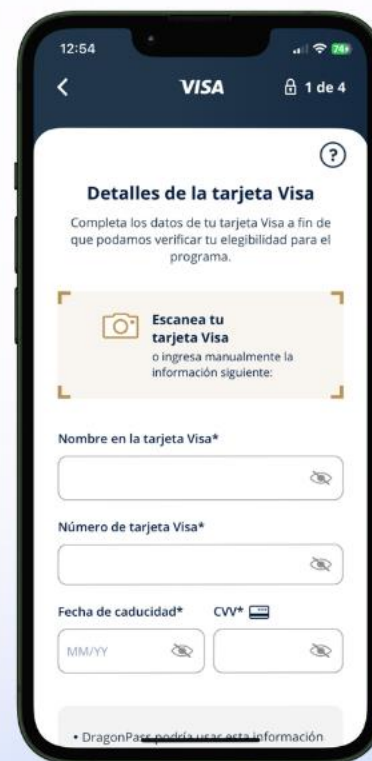 12:54
74
VISA
1 de 4
?
Detalles de la tarjeta Visa
Completa los datos de tu tarjeta Visa a fin de
que podamos verificar tu elegibilidad para el
programa.
Escanea tu
tarjeta Visa
o ingresa manualmente la
información siguiente:
Nombre en la tarjeta Visa*
Número de tarjeta Visa*
Fecha de caducidad* CVV*
MM/YY
• DragonPass podría usar esta información